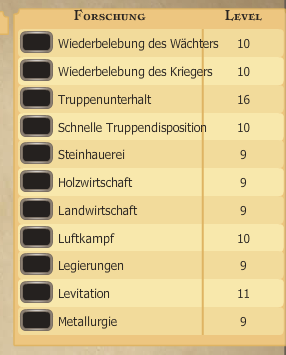 Forschung Level
Wiederbelebung des Wächters 10
Wiederbelebung des Kriegers 10
Truppenunterhalt 16
Schnelle Truppendisposition 10
Steinhauerei 9
Holzwirtschaft 9
Landwirtschaft 9
Luftkampf 10
Legierungen 9
Levitation 11
Metallurgie 9